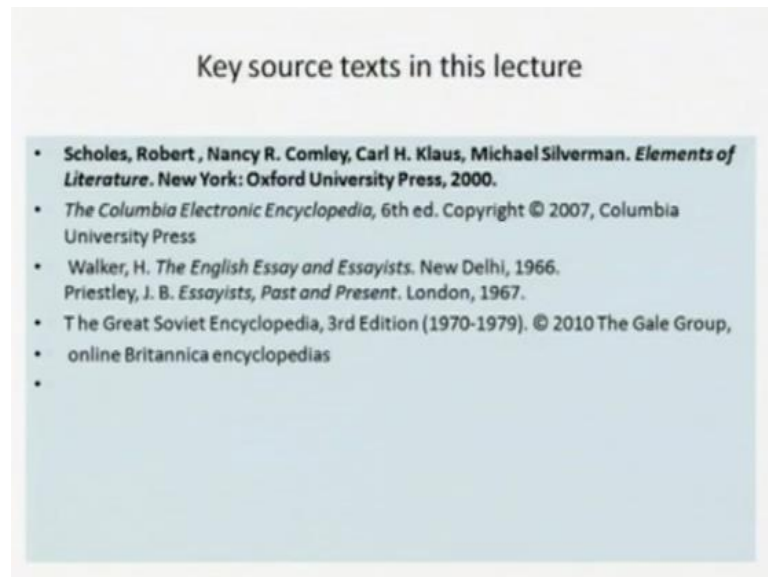 Key source texts in this lecture
• Scholes, Robert , Nancy R. Comley, Carl H. Klaus, Michael Silverman. Elements of
Literature. New York: Oxford University Press, 2000.
• The Columbia Electronic Encyclopedia, 6th ed. Copyright © 2007, Columbia
University Press
• Walker, H. The English Essay and Essayists. New Delhi, 1966.
Priestley, J. B. Essayists, Past and Present. London, 1967.
• The Great Soviet Encyclopedia, 3rd Edition (1970-1979). © 2010 The Gale Group,
• online Britannica encyclopedias
•